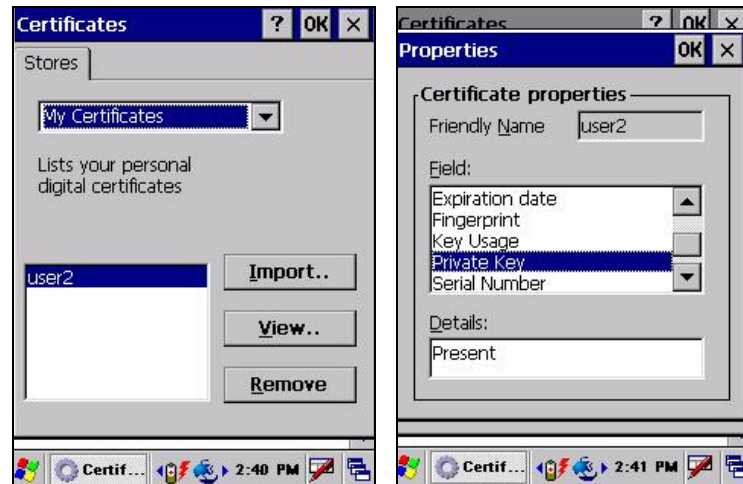 Certificates ? OK ×
Stores
My Certificates
Lists your personal
digital certificates
user2
Import..
View..
Remove
Certif... 2:40 PM
Certificates ? OK ×
Properties OK ×
Certificate properties
Friendly Name user2
Field:
Expiration date
Fingerprint
Key Usage
Private Key
Serial Number
Details:
Present
Certif... 2:41 PM